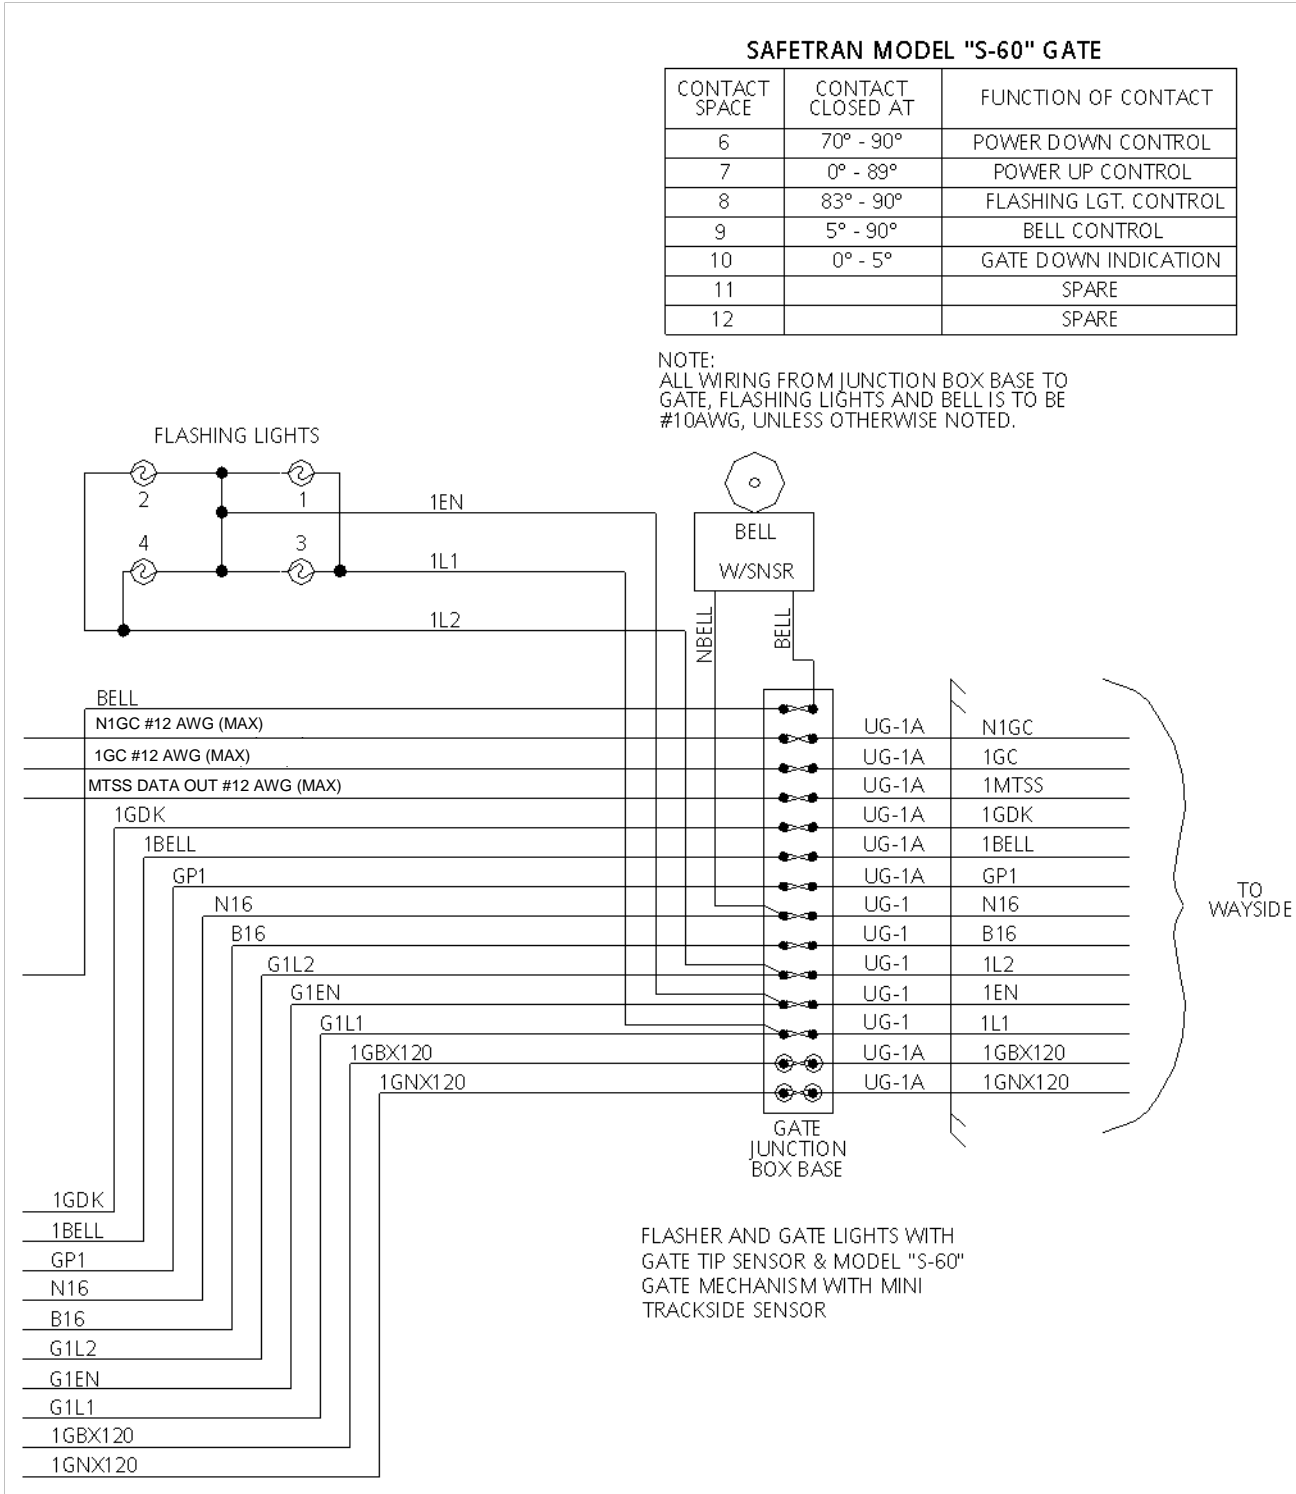 SAFETRAN MODEL "S-60" GATE
CONTACT SPACE CONTACT CLOSED AT FUNCTION OF CONTACT
6 70° - 90° POWER DOWN CONTROL
7 0° - 89° POWER UP CONTROL
8 83° - 90° FLASHING LGT. CONTROL
9 5° - 90° BELL CONTROL
10 0° - 5° GATE DOWN INDICATION
11 SPARE
12 SPARE
NOTE:
ALL WIRING FROM JUNCTION BOX BASE TO
GATE, FLASHING LIGHTS AND BELL IS TO BE
#10AWG, UNLESS OTHERWISE NOTED.
FLASHING LIGHTS
2 1
4 3
1EN
1L1
1L2
BELL
W/SNSR
NBELL
BELL
BELL
N1GC #12 AWG (MAX)
1GC #12 AWG (MAX)
MTSS DATA OUT #12 AWG (MAX)
1GDK
1BELL
GP1
N16
B16
G1L2
G1EN
G1L1
1GBX120
1GNX120
UG-1A N1GC
UG-1A 1GC
UG-1A 1MTSS
UG-1A 1GDK
UG-1A 1BELL
UG-1A GP1
UG-1 N16
UG-1 B16
UG-1 1L2
UG-1 1EN
UG-1 1L1
UG-1A 1GBX120
UG-1A 1GNX120
TO
WAYSIDE
GATE
JUNCTION
BOX BASE
1GDK
1BELL
GP1
N16
B16
G1L2
G1EN
G1L1
1GBX120
1GNX120
FLASHER AND GATE LIGHTS WITH
GATE TIP SENSOR & MODEL "S-60"
GATE MECHANISM WITH MINI
TRACKSIDE SENSOR